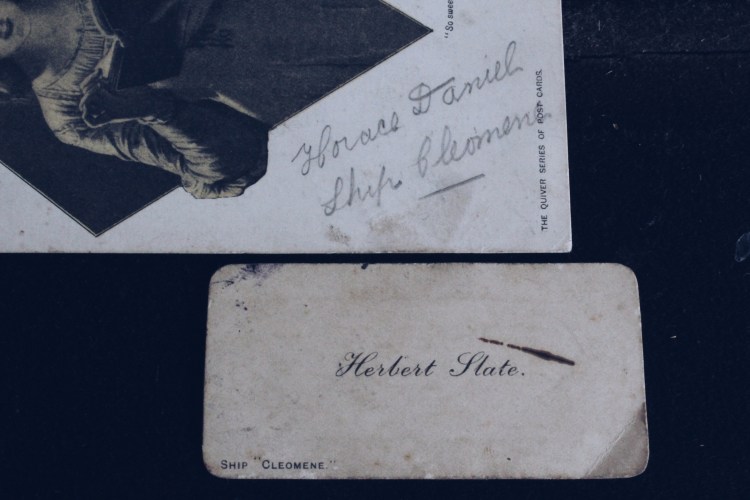 "So swee
Horace Daniel
Ship Cleomene
THE QUIVER SERIES OF POST CARDS.
Herbert Slate.
SHIP "CLEOMENE."